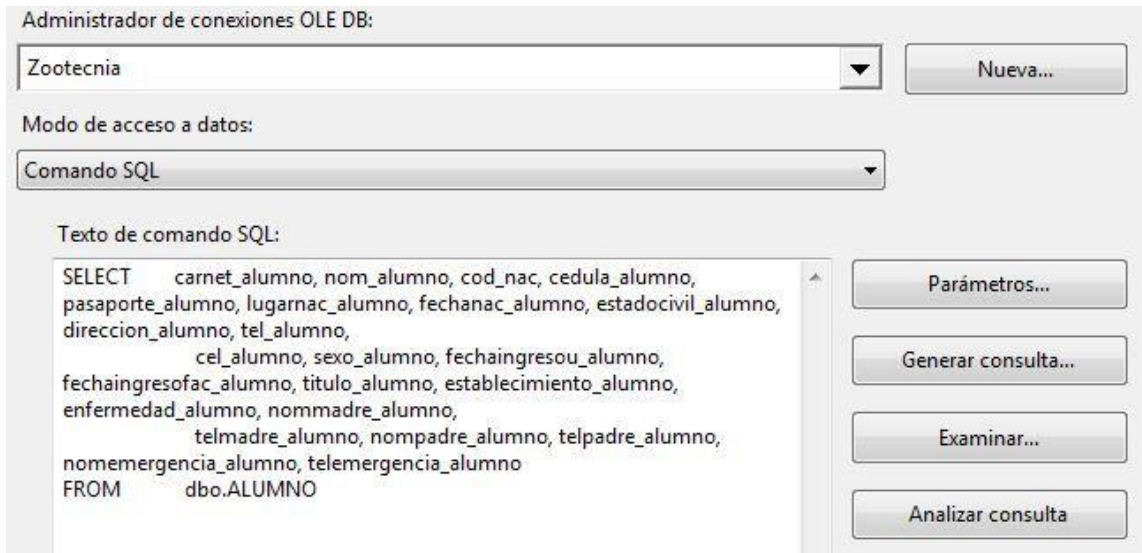 Administrador de conexiones OLE DB:
Zootecnia
Nueva...
Modo de acceso a datos:
Comando SQL
Texto de comando SQL:
SELECT carnet_alumno, nom_alumno, cod_nac, cedula_alumno,
pasaporte_alumno, lugarnac_alumno, fechanac_alumno, estadocivil_alumno,
direccion_alumno, tel_alumno,
cel_alumno, sexo_alumno, fechaingresou_alumno,
fechaingresofac_alumno, titulo_alumno, establecimiento_alumno,
enfermedad_alumno, nommadre_alumno,
telmadre_alumno, nompadre_alumno, telpadre_alumno,
nomemergencia_alumno, telemergencia_alumno
FROM dbo.ALUMNO
Parámetros...
Generar consulta...
Examinar...
Analizar consulta